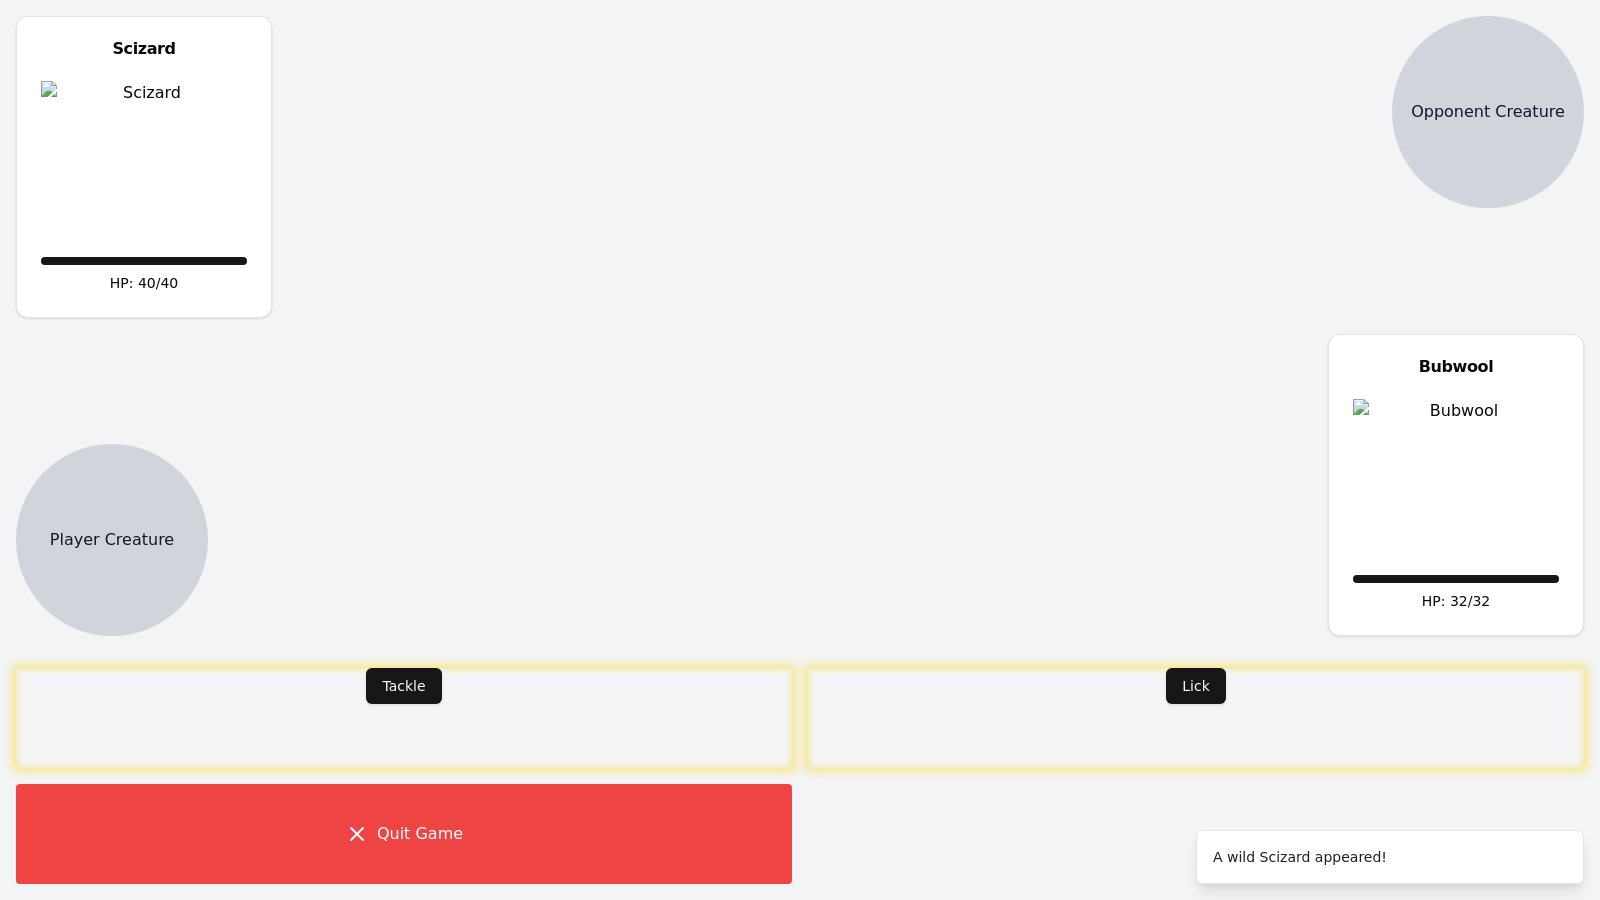 Scizard
Scizard
HP: 40/40
Opponent Creature
Bubwool
Bubwool
HP: 32/32
Player Creature
Tackle
Lick
Quit Game
A wild Scizard appeared!